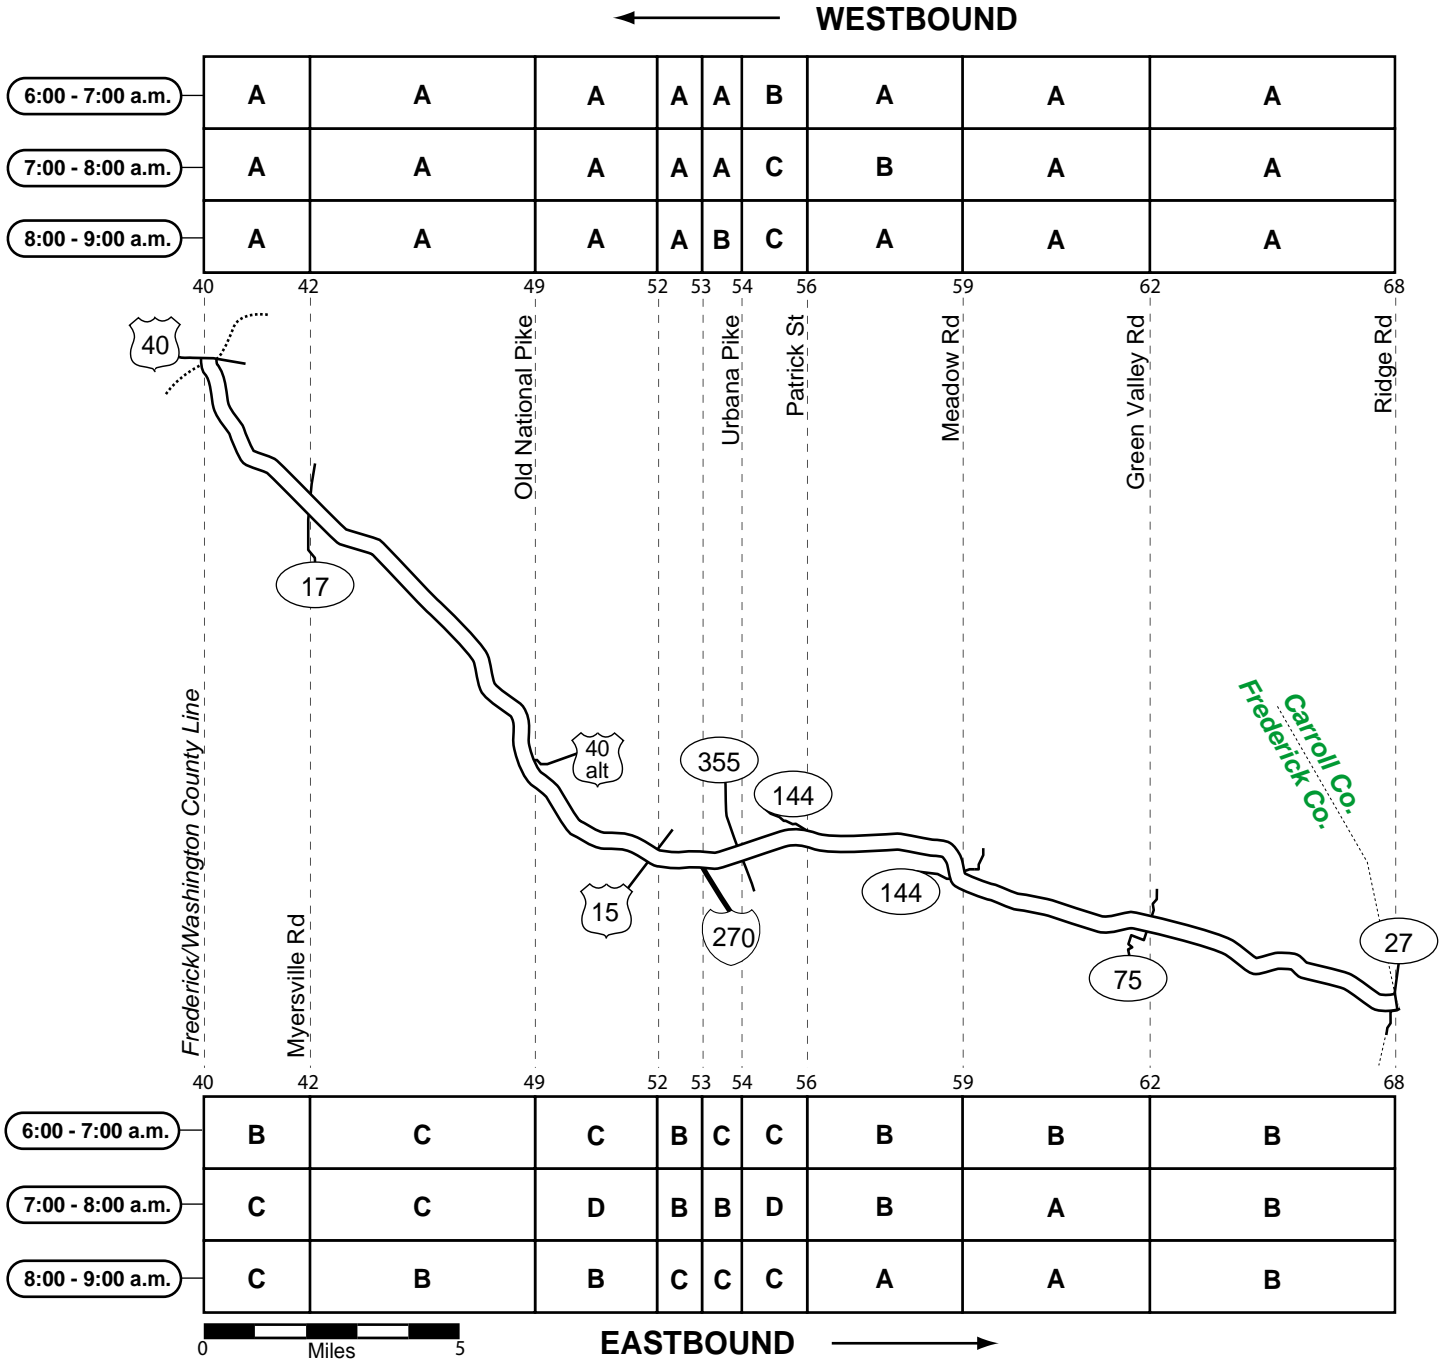 WESTBOUND
6:00 - 7:00 a.m. A A A A A B A A A
7:00 - 8:00 a.m. A A A A A C B A A
8:00 - 9:00 a.m. A A A A B C A A A
40 42 49 52 53 54 56 59 62 68
Frederick/Washington County Line
Myersville Rd
Old National Pike
Urbana Pike
Patrick St
Meadow Rd
Green Valley Rd
Ridge Rd
40
17
40
alt
355
144
15
270
144
75
27
Carroll Co.
Frederick Co.
40 42 49 52 53 54 56 59 62 68
6:00 - 7:00 a.m. B C C B C C B B B
7:00 - 8:00 a.m. C C D B B D B A B
8:00 - 9:00 a.m. C B B C C C A A B
0 Miles 5
EASTBOUND